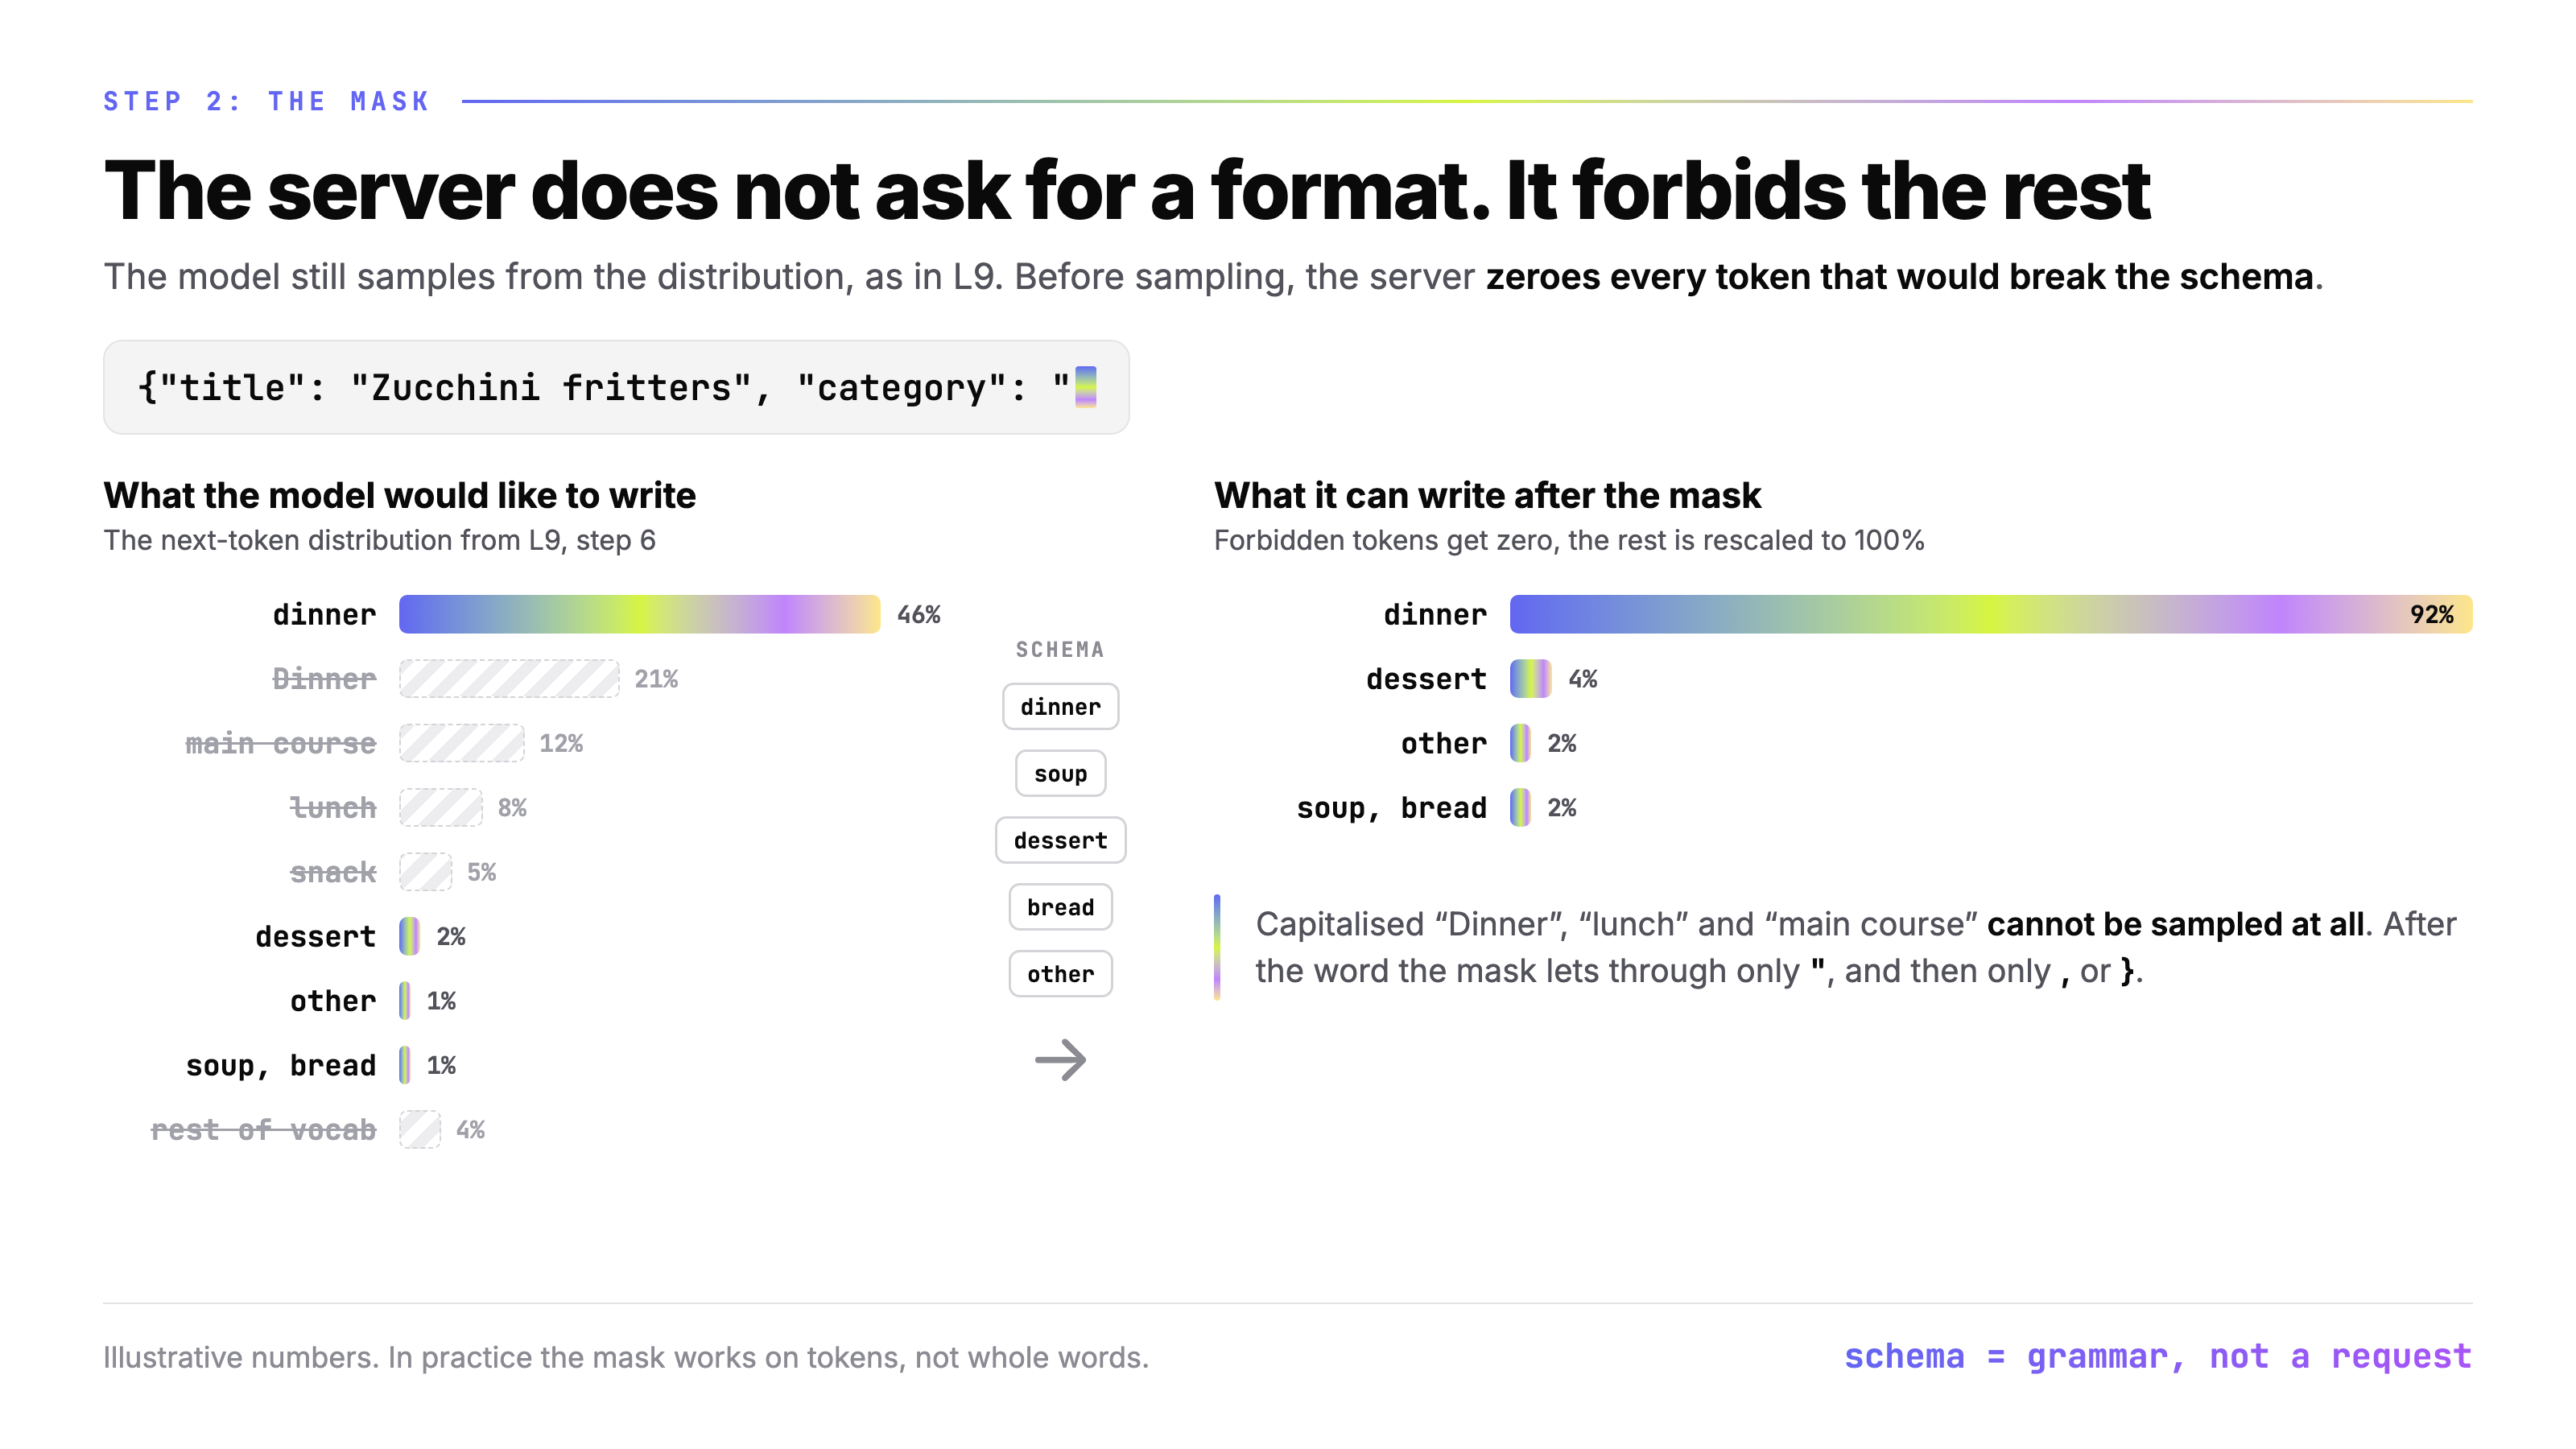 STEP 2: THE MASK
The server does not ask for a format. It forbids the rest
The model still samples from the distribution, as in L9. Before sampling, the server zeroes every token that would break the schema.
{"title": "Zucchini fritters", "category": "
What the model would like to write
The next-token distribution from L9, step 6
dinner 46%
Dinner 21%
main course 12%
lunch 8%
snack 5%
dessert 2%
other 1%
soup, bread 1%
rest of vocab 4%
SCHEMA
dinner
soup
dessert
bread
other
What it can write after the mask
Forbidden tokens get zero, the rest is rescaled to 100%
dinner 92%
dessert 4%
other 2%
soup, bread 2%
Capitalised “Dinner”, “lunch” and “main course” cannot be sampled at all. After
the word the mask lets through only ", and then only , or }.
Illustrative numbers. In practice the mask works on tokens, not whole words.
schema = grammar, not a request